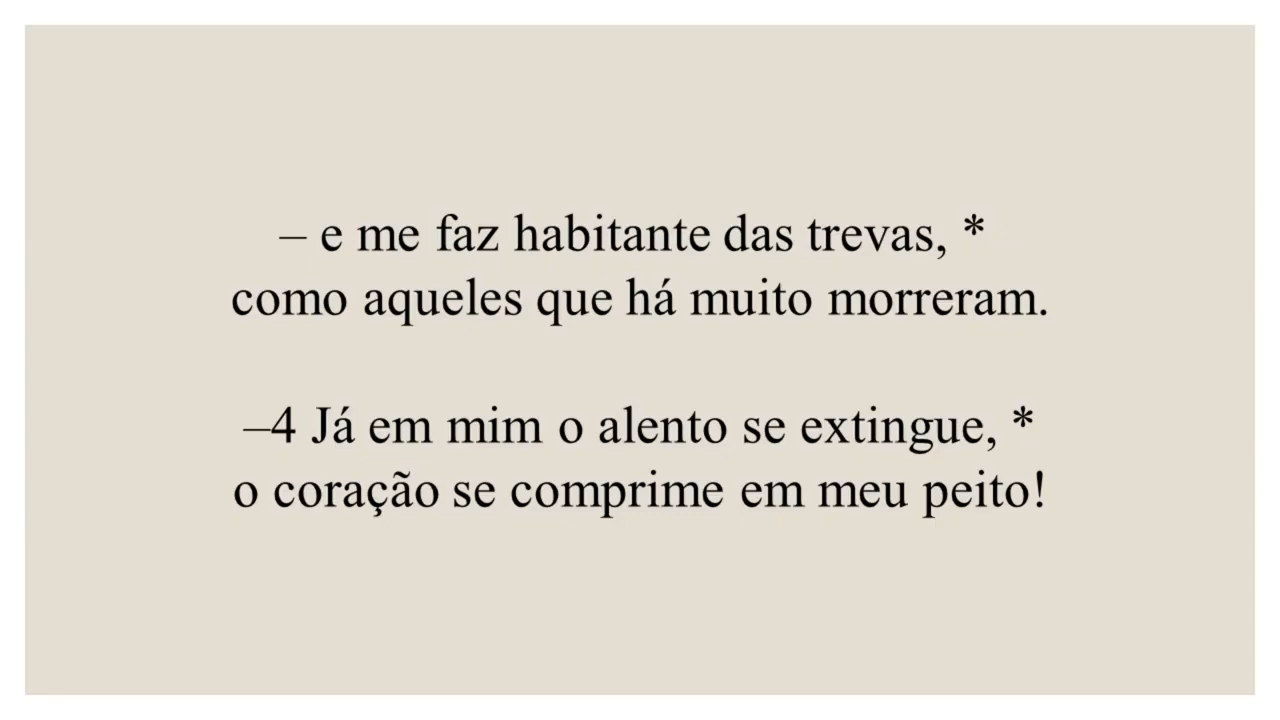 – e me faz habitante das trevas, *
como aqueles que há muito morreram.
–4 Já em mim o alento se extingue, *
o coração se comprime em meu peito!